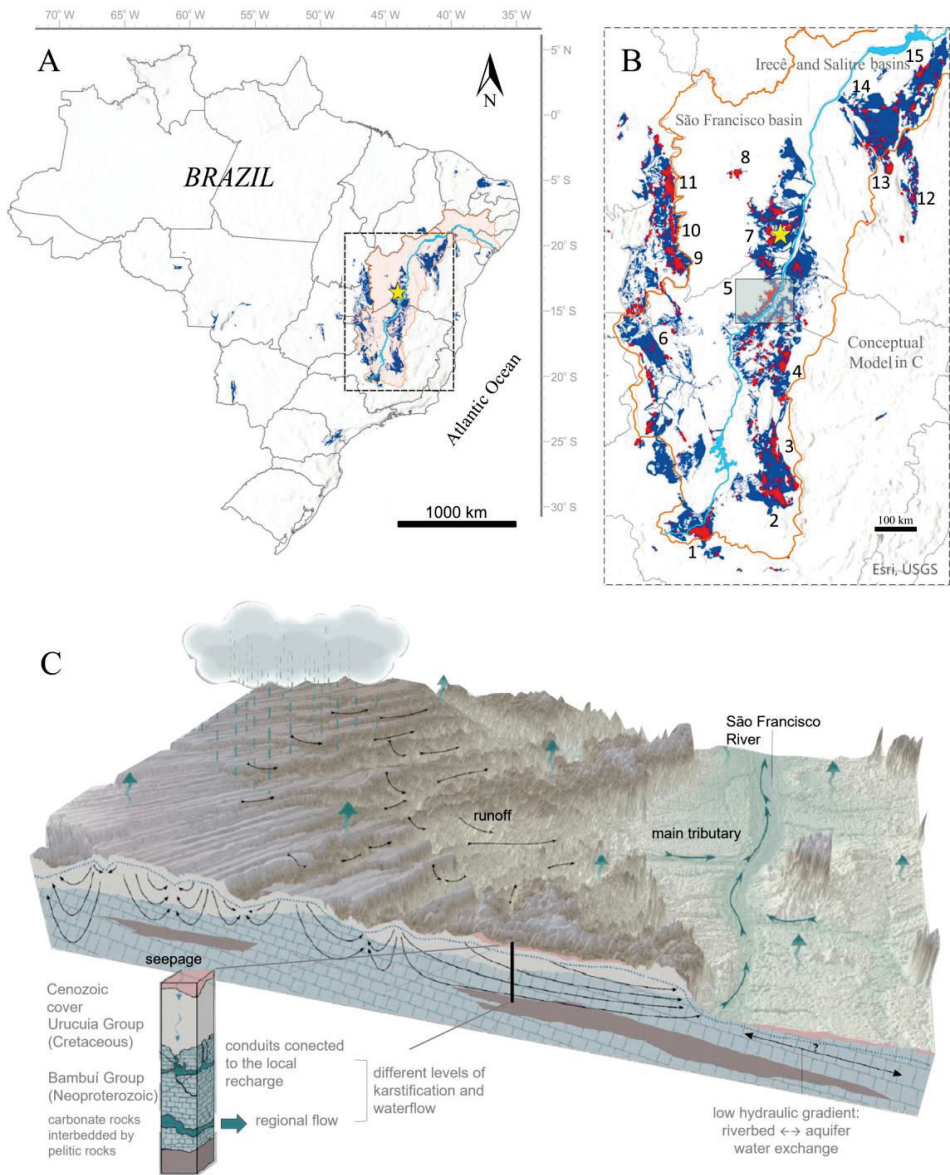 70° W 65° W 60° W 55° W 50° W 45° W 40° W 35° W
A
N
BRAZIL
Atlantic Ocean
1000 km
5° N
0°
5° S
10° S
20° S
15° S
20° S
25° S
30° S
B
Irecê and Salitre basins
São Francisco basin
15
14
13
12
8
11
10
9
7
5
6
4
3
2
1
Conceptual
Model in C
100 km
Esri, USGS
C
São Francisco
River
runoff
main tributary
seepage
Cenozoic
cover
Urucuia Group
(Cretaceous)
Bambuí Group
(Neoproterozoic)
carbonate rocks
interbedded by
pelitic rocks
conduits conected
to the local
recharge
regional flow
different levels of
karstification and
waterflow
?
low hydraulic gradient:
riverbed ↔ aquifer
water exchange